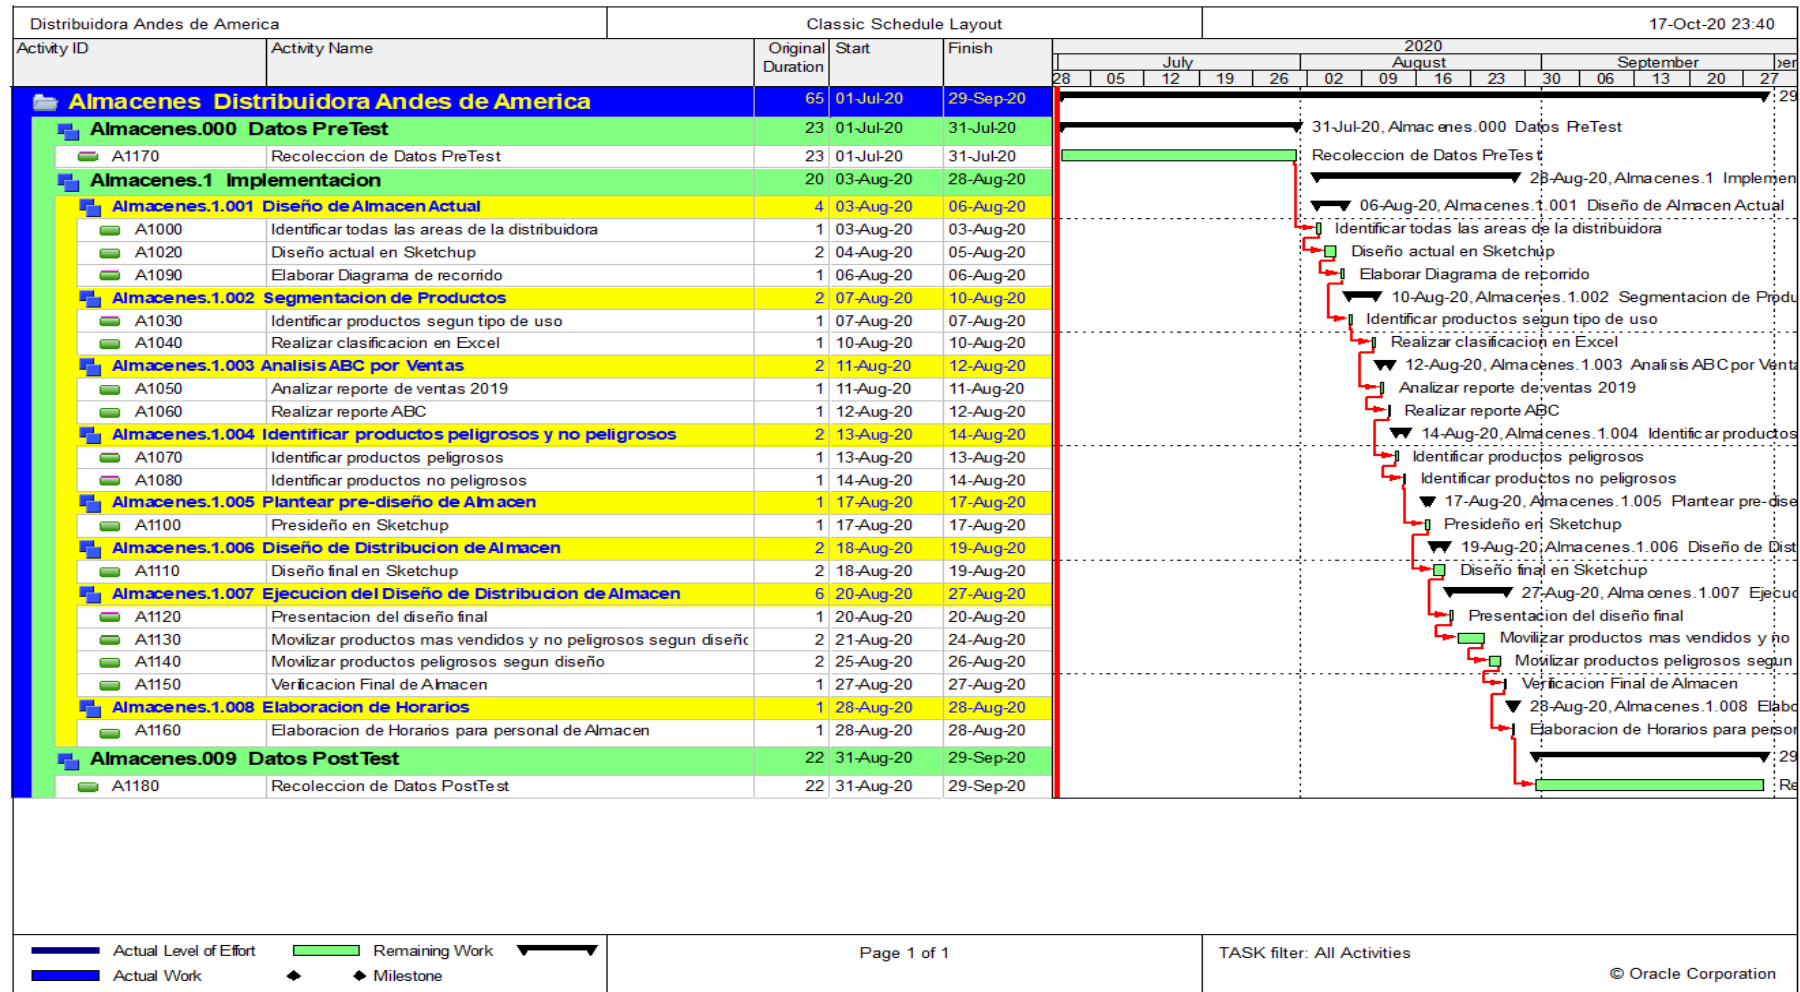 Distribuidora Andes de America Classic Schedule Layout 17-Oct-20 23:40
Activity ID Activity Name Original Duration Start Finish 2020
July August September
28 05 12 19 26 02 09 16 23 30 06 13 20 27
Almacenes Distribuidora Andes de America 65 01-Jul-20 29-Sep-20 29
Almacenes.000 Datos PreTest 23 01-Jul-20 31-Jul-20 31-Jul-20, Almacenes.000 Datos PreTest
A1170 Recoleccion de Datos PreTest 23 01-Jul-20 31-Jul-20 Recoleccion de Datos PreTest
Almacenes.1 Implementacion 20 03-Aug-20 28-Aug-20 28-Aug-20, Almacenes.1 Implemen
Almacenes.1.001 Diseño de Almacen Actual 4 03-Aug-20 06-Aug-20 06-Aug-20, Almacenes.1.001 Diseño de Almacen Actual
A1000 Identificar todas las areas de la distribuidora 1 03-Aug-20 03-Aug-20 Identificar todas las areas de la distribuidora
A1020 Diseño actual en Sketchup 2 04-Aug-20 05-Aug-20 Diseño actual en Sketchup
A1090 Elaborar Diagrama de recorrido 1 06-Aug-20 06-Aug-20 Elaborar Diagrama de recorrido
Almacenes.1.002 Segmentacion de Productos 2 07-Aug-20 10-Aug-20 10-Aug-20, Almacenes.1.002 Segmentacion de Produ
A1030 Identificar productos segun tipo de uso 1 07-Aug-20 07-Aug-20 Identificar productos segun tipo de uso
A1040 Realizar clasificacion en Excel 1 10-Aug-20 10-Aug-20 Realizar clasificacion en Excel
Almacenes.1.003 Analisis ABC por Ventas 2 11-Aug-20 12-Aug-20 12-Aug-20, Almacenes.1.003 Analisis ABC por Venta
A1050 Analizar reporte de ventas 2019 1 11-Aug-20 11-Aug-20 Analizar reporte de ventas 2019
A1060 Realizar reporte ABC 1 12-Aug-20 12-Aug-20 Realizar reporte ABC
Almacenes.1.004 Identificar productos peligrosos y no peligrosos 2 13-Aug-20 14-Aug-20 14-Aug-20, Almacenes.1.004 Identificar productos
A1070 Identificar productos peligrosos 1 13-Aug-20 13-Aug-20 Identificar productos peligrosos
A1080 Identificar productos no peligrosos 1 14-Aug-20 14-Aug-20 Identificar productos no peligrosos
Almacenes.1.005 Plantear pre-diseño de Almacen 1 17-Aug-20 17-Aug-20 17-Aug-20, Almacenes.1.005 Plantear pre-dise
A1100 Presideño en Sketchup 1 17-Aug-20 17-Aug-20 Presideño en Sketchup
Almacenes.1.006 Diseño de Distribucion de Almacen 2 18-Aug-20 19-Aug-20 19-Aug-20, Almacenes.1.006 Diseño de Dist
A1110 Diseño final en Sketchup 2 18-Aug-20 19-Aug-20 Diseño final en Sketchup
Almacenes.1.007 Ejecucion del Diseño de Distribucion de Almacen 6 20-Aug-20 27-Aug-20 27-Aug-20, Almacenes.1.007 Ejecuc
A1120 Presentacion del diseño final 1 20-Aug-20 20-Aug-20 Presentacion del diseño final
A1130 Movilizar productos mas vendidos y no peligrosos segun diseño 2 21-Aug-20 24-Aug-20 Movilizar productos mas vendidos y no
A1140 Movilizar productos peligrosos segun diseño 2 25-Aug-20 26-Aug-20 Movilizar productos peligrosos segun
A1150 Verificacion Final de Almacen 1 27-Aug-20 27-Aug-20 Verificacion Final de Almacen
Almacenes.1.008 Elaboracion de Horarios 1 28-Aug-20 28-Aug-20 28-Aug-20, Almacenes.1.008 Elabo
A1160 Elaboracion de Horarios para personal de Almacen 1 28-Aug-20 28-Aug-20 Elaboracion de Horarios para person
Almacenes.009 Datos PostTest 22 31-Aug-20 29-Sep-20 29
A1180 Recoleccion de Datos PostTest 22 31-Aug-20 29-Sep-20 Re
Actual Level of Effort Remaining Work Page 1 of 1 TASK filter: All Activities
Actual Work Milestone © Oracle Corporation